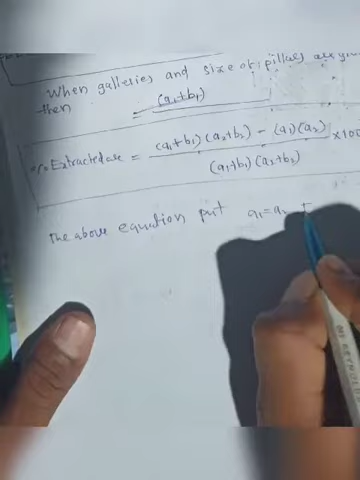 When galleries and size of pillars are
then (a₁+b₁)
% Extracted ore = (a₁+b₁)(a₂+b₂) - (a₁)(a₂) / (a₁+b₁)(a₂+b₂) ×100
The above equation put a₁=a₂